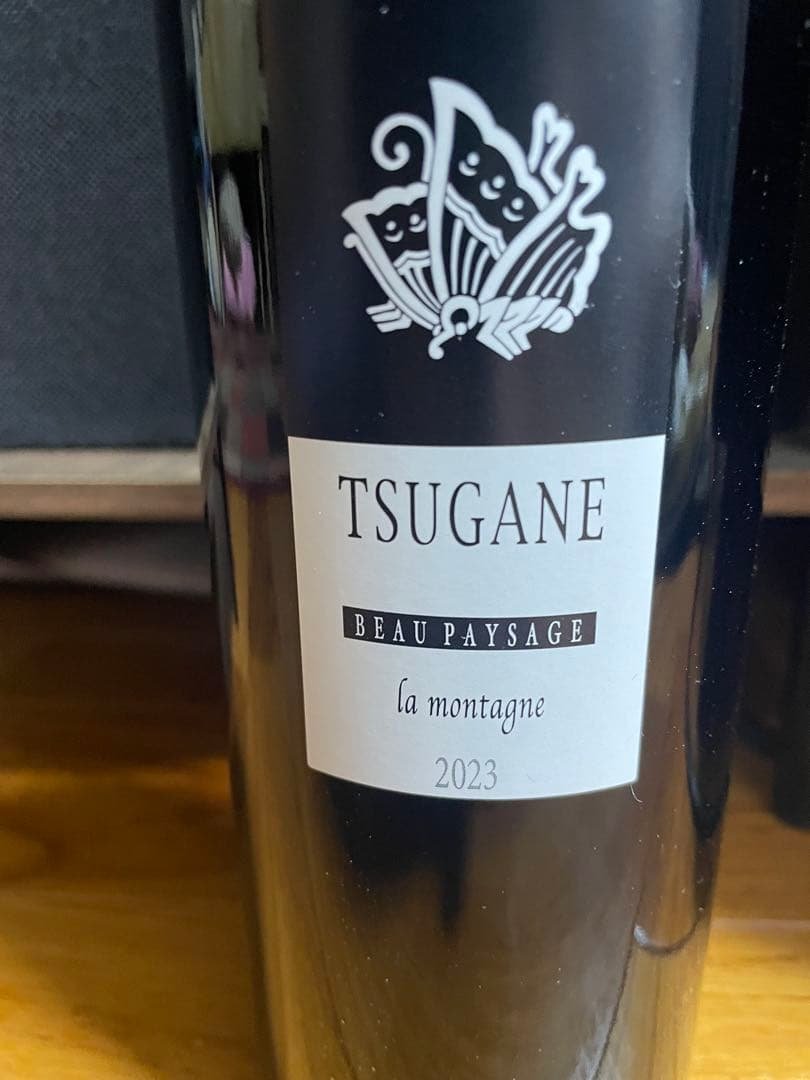 TSUGANE
BEAU PAYSAGE
la montagne
2023